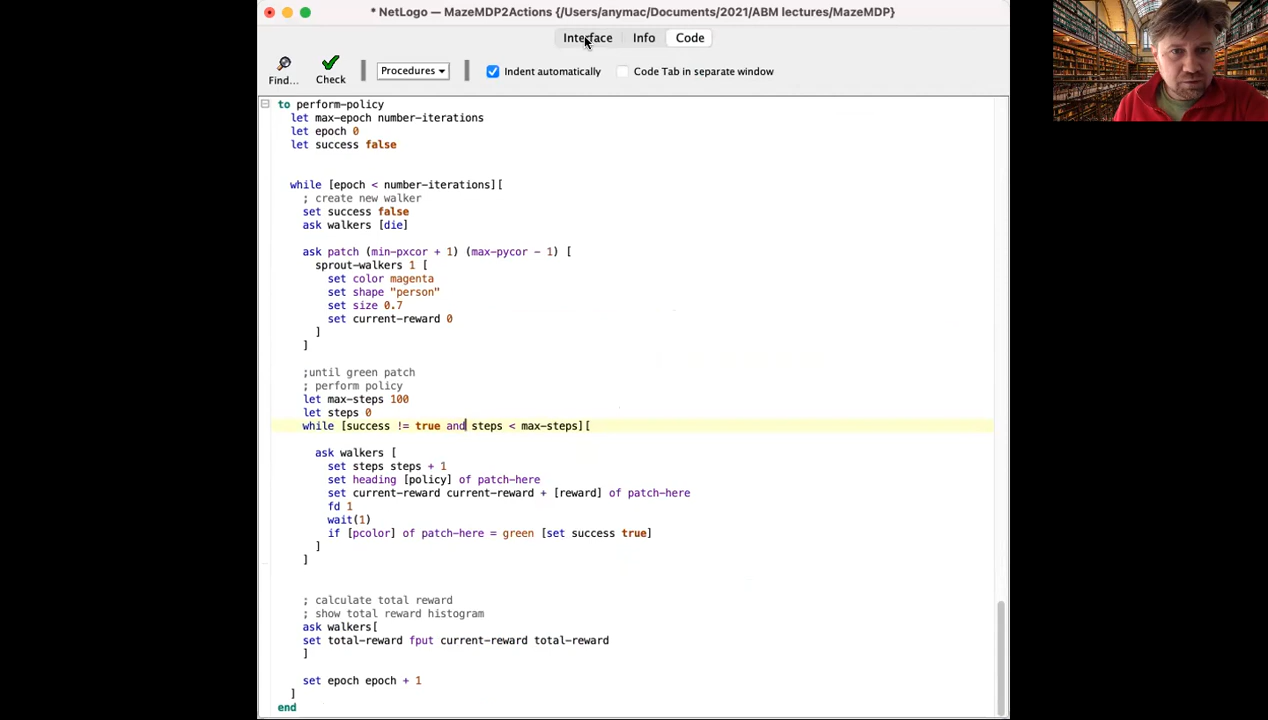 * NetLogo — MazeMDP2Actions {/Users/anymac/Documents/2021/ABM lectures/MazeMDP}
Interface Info Code
Find... Check Procedures Indent automatically Code Tab in separate window
to perform-policy
let max-epoch number-iterations
let epoch 0
let success false
while [epoch < number-iterations][
; create new walker
set success false
ask walkers [die]
ask patch (min-pxcor + 1) (max-pycor - 1) [
sprout-walkers 1 [
set color magenta
set shape "person"
set size 0.7
set current-reward 0
]
]
;until green patch
; perform policy
let max-steps 100
let steps 0
while [success != true and steps < max-steps][
ask walkers [
set steps steps + 1
set heading [policy] of patch-here
set current-reward current-reward + [reward] of patch-here
fd 1
wait(1)
if [pcolor] of patch-here = green [set success true]
]
]
; calculate total reward
; show total reward histogram
ask walkers[
set total-reward fput current-reward total-reward
]
set epoch epoch + 1
]
end